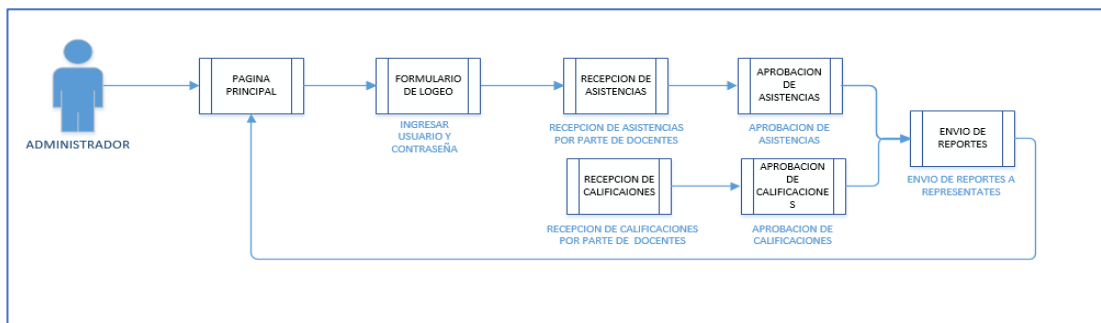 ADMINISTRADOR
PAGINA
PRINCIPAL
FORMULARIO
DE LOGEO
INGRESAR
USUARIO Y
CONTRASEÑA
RECEPCION DE
ASISTENCIAS
RECEPCION DE ASISTENCIAS
POR PARTE DE DOCENTES
APROBACION
DE
ASISTENCIAS
APROBACION DE
ASISTENCIAS
RECEPCION DE
CALIFICAIONES
RECEPCION DE CALIFICACIONES
POR PARTE DE DOCENTES
APROBACION
DE
CALIFICACIONE
S
APROBACION DE
CALIFICACIONES
ENVIO DE
REPORTES
ENVIO DE REPORTES A
REPRESENTATES